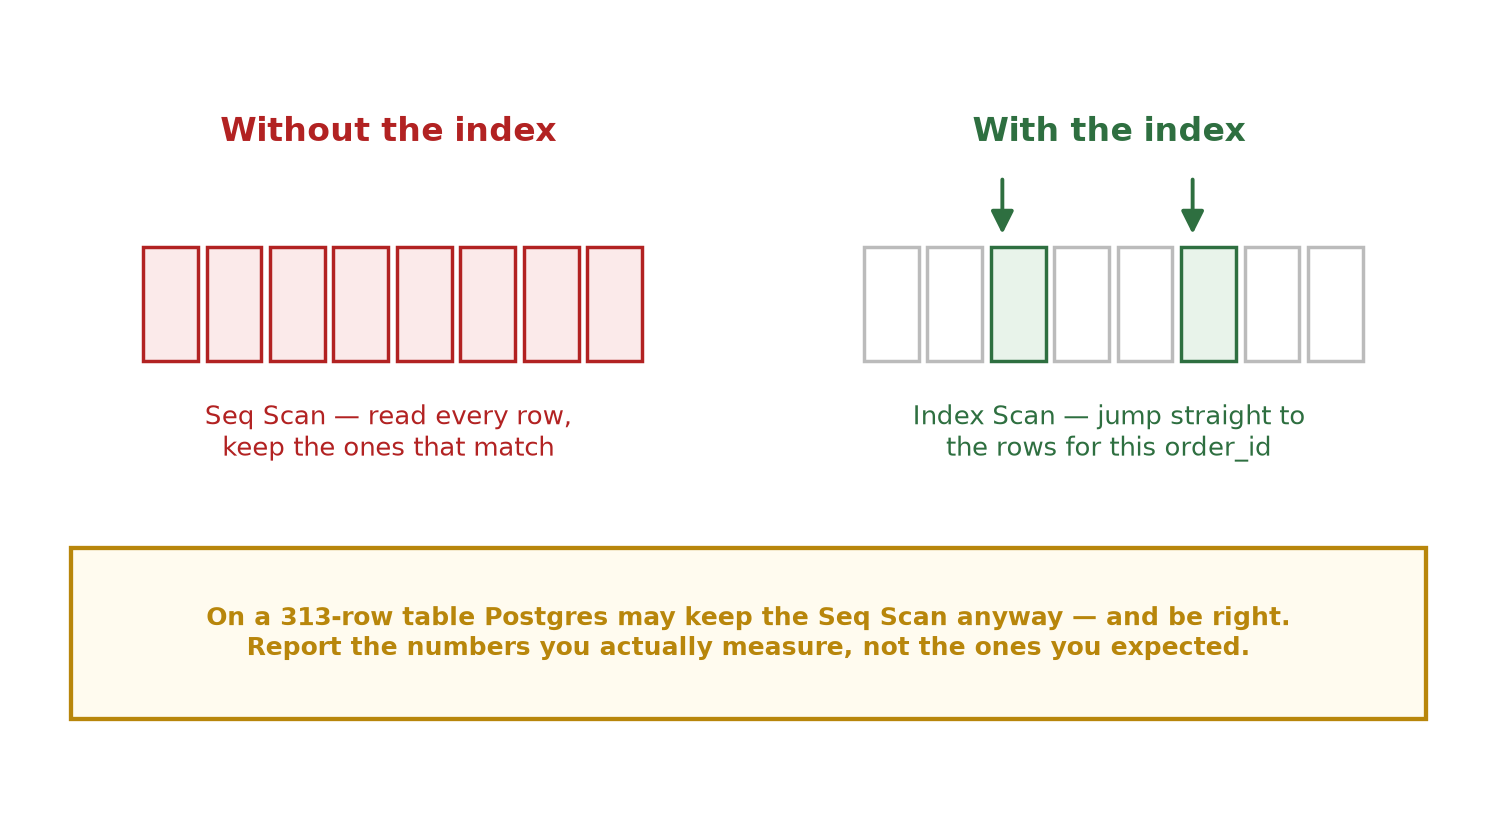 Without the index
With the index
Seq Scan — read every row,
keep the ones that match
Index Scan — jump straight to
the rows for this order_id
On a 313-row table Postgres may keep the Seq Scan anyway — and be right.
Report the numbers you actually measure, not the ones you expected.